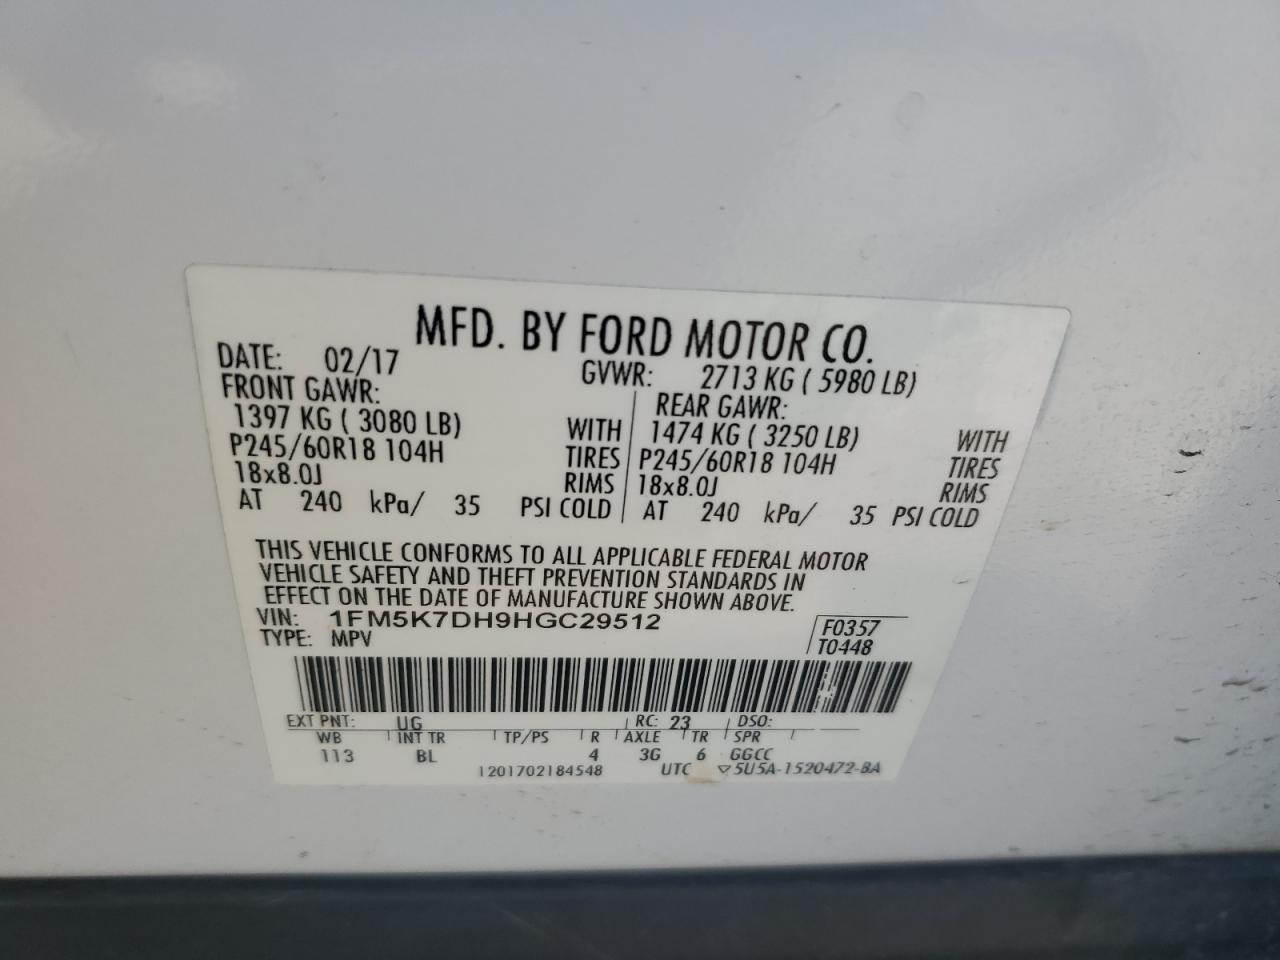 MFD. BY FORD MOTOR CO.
DATE: 02/17 GVWR: 2713 KG ( 5980 LB)
FRONT GAWR: REAR GAWR:
1397 KG ( 3080 LB) WITH 1474 KG ( 3250 LB) WITH
P245/60R18 104H TIRES P245/60R18 104H TIRES
18x8.0J RIMS 18x8.0J RIMS
AT 240 kPa/ 35 PSI COLD AT 240 kPa/ 35 PSI COLD
THIS VEHICLE CONFORMS TO ALL APPLICABLE FEDERAL MOTOR
VEHICLE SAFETY AND THEFT PREVENTION STANDARDS IN
EFFECT ON THE DATE OF MANUFACTURE SHOWN ABOVE.
VIN: 1FM5K7DH9HGC29512 F0357
TYPE: MPV T0448
EXT PNT: UG RC: 23 DSO:
WB INT TR TP/PS R AXLE TR SPR
113 BL 4 3G 6 GGCC
1201702184548 UTC ▽5U5A-1520472-BA